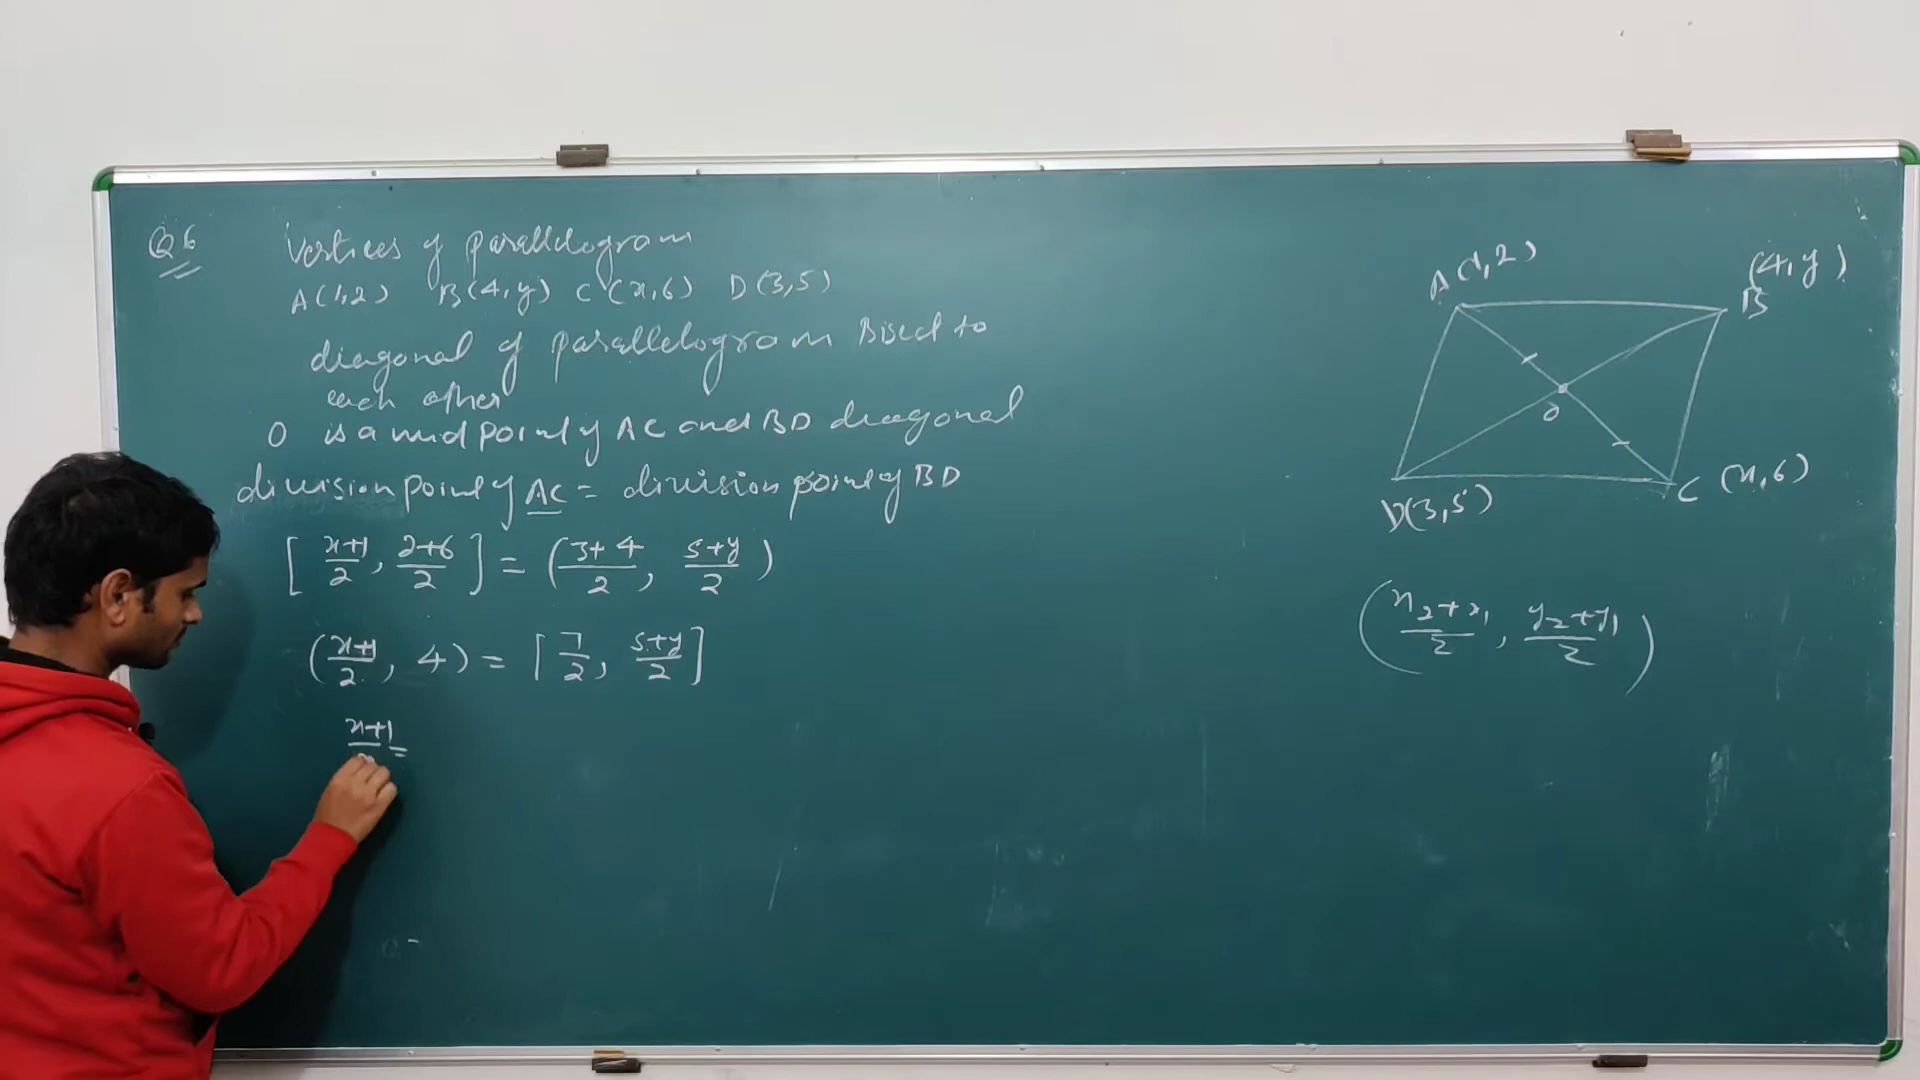 Q6 Vertices of parallelogram
A(1,2) B(4,y) C(x,6) D(3,5)
diagonal of parallelogram Bisect to
each other
O is a mid point of AC and BD diagonal
division point of AC = division point of BD
[ x+1/2 , 2+6/2 ] = ( 3+4/2 , 5+y/2 )
( x+1/2 , 4 ) = [ 7/2 , 5+y/2 ]
x+1/ =
A(1,2)
(4,y)
B
O
D(3,5)
C (x,6)
( x2+x1/2 , y2+y1/2 )